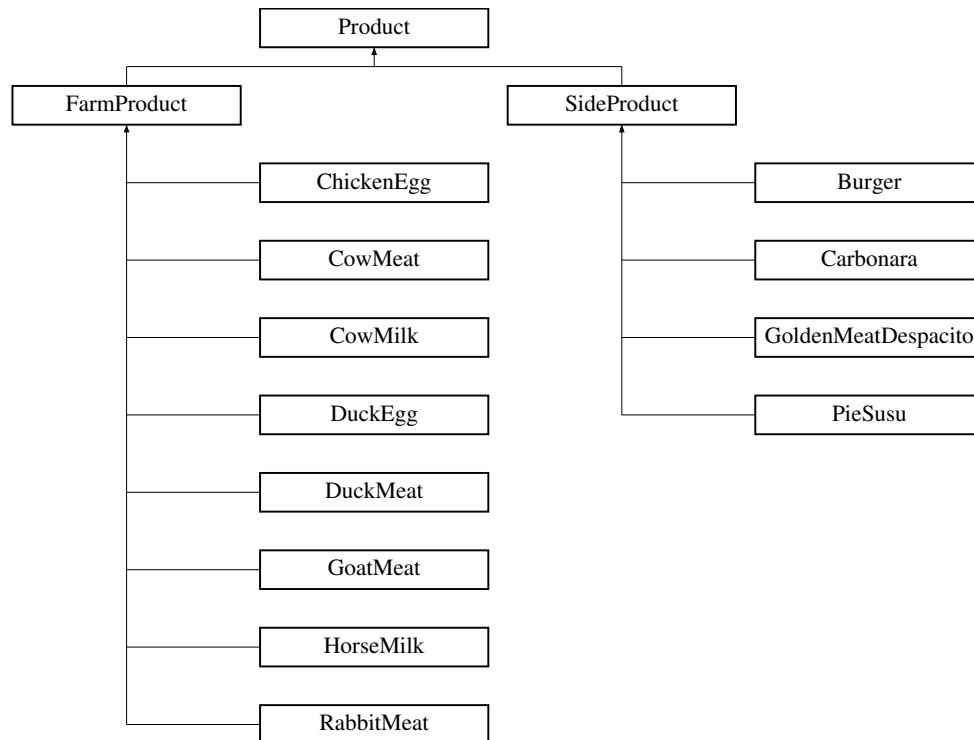 Product
FarmProduct
SideProduct
ChickenEgg
Burger
CowMeat
Carbonara
CowMilk
GoldenMeatDespacito
DuckEgg
PieSusu
DuckMeat
GoatMeat
HorseMilk
RabbitMeat